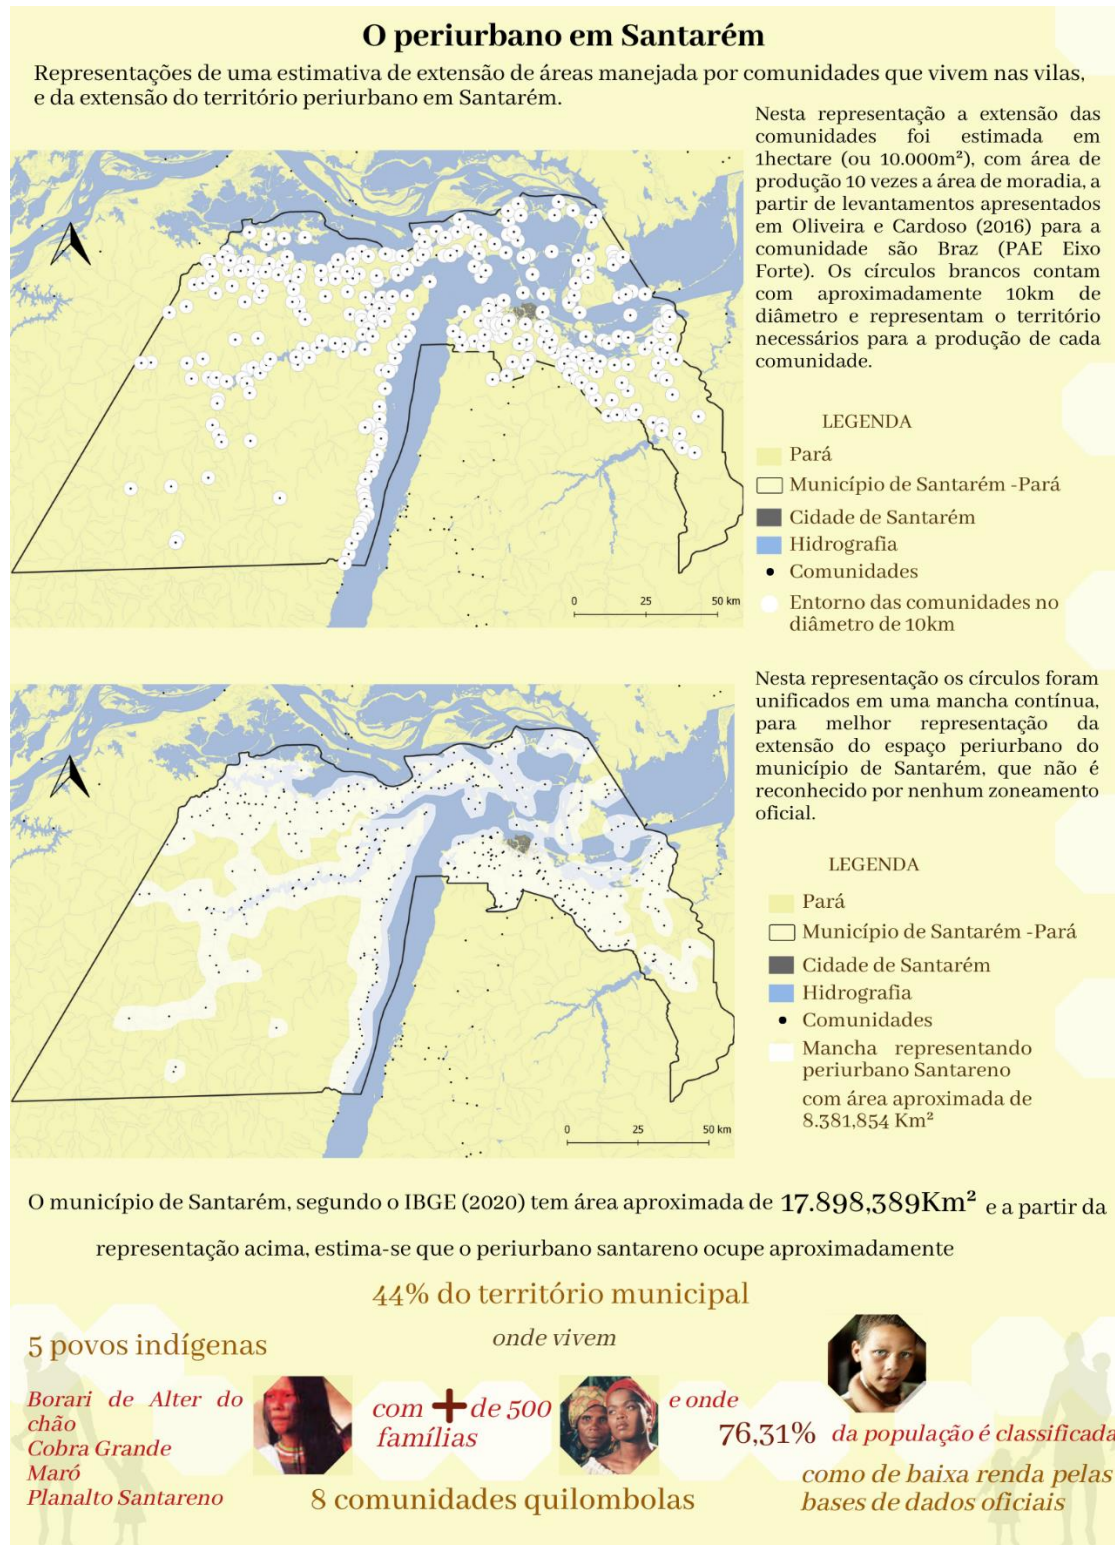 O periurbano em Santarém
Representações de uma estimativa de extensão de áreas manejada por comunidades que vivem nas vilas,
e da extensão do território periurbano em Santarém.
Nesta representação a extensão das
comunidades foi estimada em
1hectare (ou 10.000m²), com área de
produção 10 vezes a área de moradia, a
partir de levantamentos apresentados
em Oliveira e Cardoso (2016) para a
comunidade são Braz (PAE Eixo
Forte). Os círculos brancos contam
com aproximadamente 10km de
diâmetro e representam o território
necessários para a produção de cada
comunidade.
LEGENDA
Pará
Município de Santarém -Pará
Cidade de Santarém
Hidrografia
Comunidades
Entorno das comunidades no
diâmetro de 10km
0 25 50 km
Nesta representação os círculos foram
unificados em uma mancha contínua,
para melhor representação da
extensão do espaço periurbano do
município de Santarém, que não é
reconhecido por nenhum zoneamento
oficial.
LEGENDA
Pará
Município de Santarém -Pará
Cidade de Santarém
Hidrografia
Comunidades
Mancha representando
periurbano Santareno
com área aproximada de
8.381,854 Km²
0 25 50 km
O município de Santarém, segundo o IBGE (2020) tem área aproximada de 17.898,389Km² e a partir da
representação acima, estima-se que o periurbano santareno ocupe aproximadamente
44% do território municipal
onde vivem
5 povos indígenas
Borari de Alter do
chão
Cobra Grande
Maró
Planalto Santareno
com + de 500
famílias
8 comunidades quilombolas
e onde
76,31% da população é classificada
como de baixa renda pelas
bases de dados oficiais